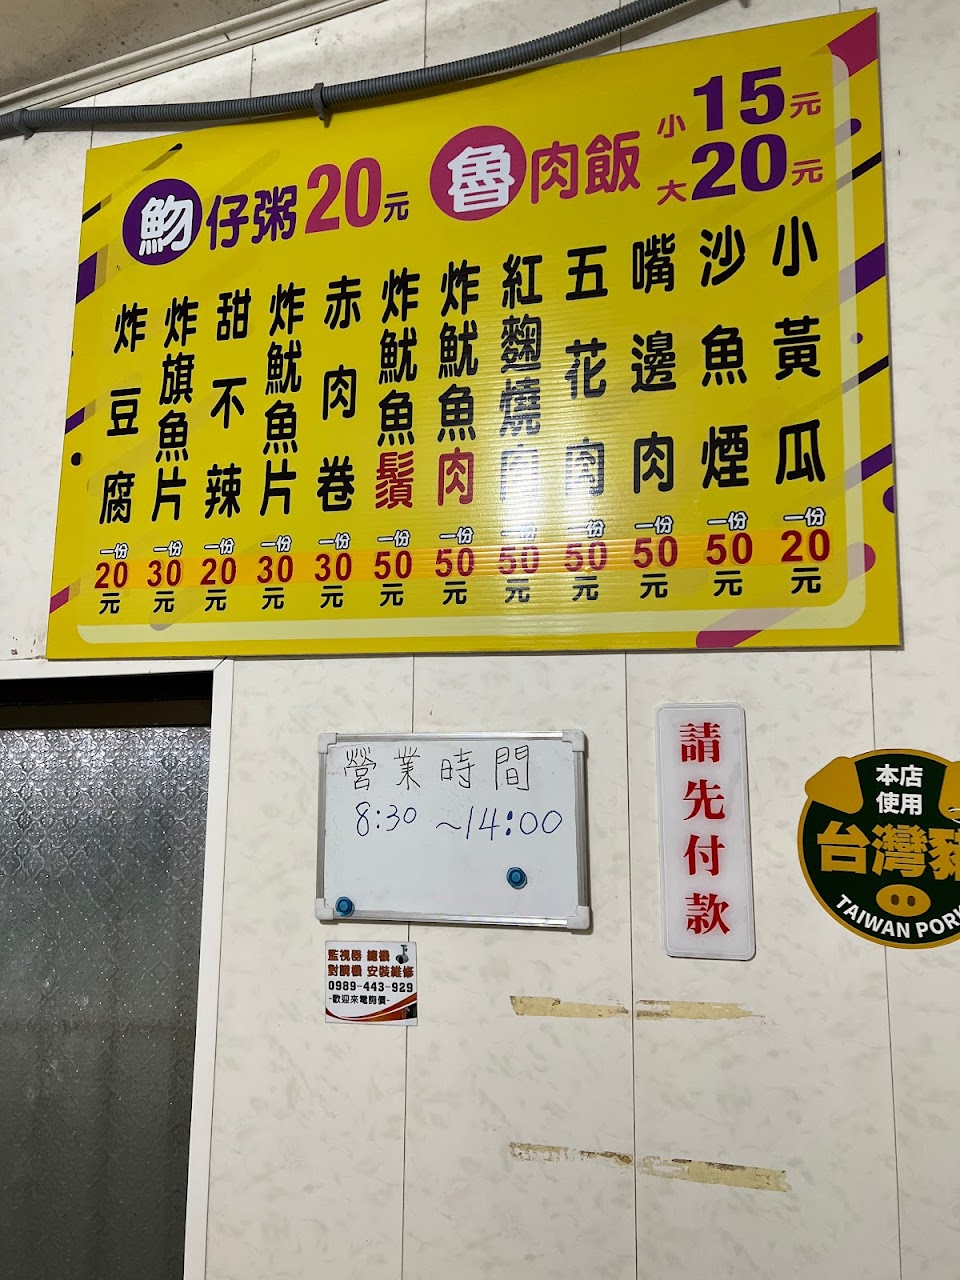 魩仔粥20元
魯肉飯
小15元
大20元
小黃瓜 一份20元
沙魚煙 一份50元
嘴邊肉 一份50元
五花肉 一份50元
紅麴燒肉 一份50元
炸魷魚肉 一份50元
炸魷魚鬚 一份50元
赤肉卷 一份30元
炸魷魚片 一份30元
甜不辣 一份20元
炸旗魚片 一份30元
炸豆腐 一份20元
營業時間
8:30 ~14:00
請先付款
本店
使用
台灣豬
TAIWAN PORK
監視器 總機
對講機 安裝維修
0989-443-929
-歡迎來電詢價-